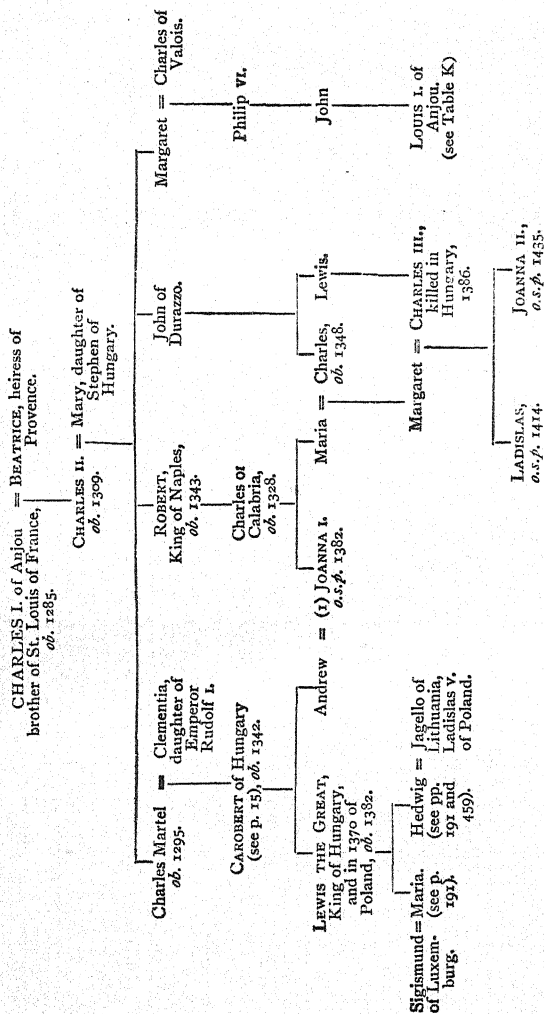 CHARLES I. of Anjou = BEATRICE, heiress of
brother of St. Louis of France, Provence.
ob. 1285.
CHARLES II. = Mary, daughter of
ob. 1309. Stephen of
Hungary.
Charles Martel = Clementia,
ob. 1295. daughter of
Emperor
Rudolf I.
ROBERT,
King of Naples,
ob. 1343.
John of
Durazzo.
Margaret = Charles of
Valois.
CAROBERT of Hungary
(see p. 15), ob. 1342.
Charles of
Calabria,
ob. 1328.
Philip VI.
LEWIS THE GREAT,
King of Hungary,
and in 1370 of
Poland, ob. 1382.
Andrew = (1) JOANNA I.
o.s.p. 1382.
Maria = Charles,
ob. 1348.
Lewis.
John
Sigismund = Maria.
of Luxem- (see p.
burg. 191).
Hedwig = Jagello of
(see pp. Lithuania,
191 and Ladislas V.
459). of Poland.
Margaret = CHARLES III.,
killed in
Hungary,
1386.
LOUIS I. of
Anjou.
(see Table K)
LADISLAS,
o.s.p. 1414.
JOANNA II.,
o.s.p. 1435.